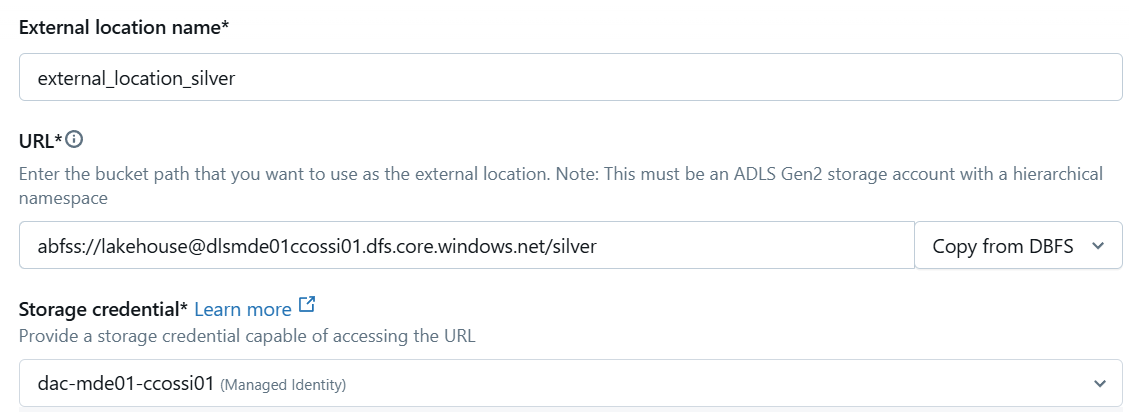 External location name*
external_location_silver
URL*
Enter the bucket path that you want to use as the external location. Note: This must be an ADLS Gen2 storage account with a hierarchical
namespace
abfss://lakehouse@dlsmde01ccossi01.dfs.core.windows.net/silver
Copy from DBFS
Storage credential* Learn more
Provide a storage credential capable of accessing the URL
dac-mde01-ccossi01 (Managed Identity)